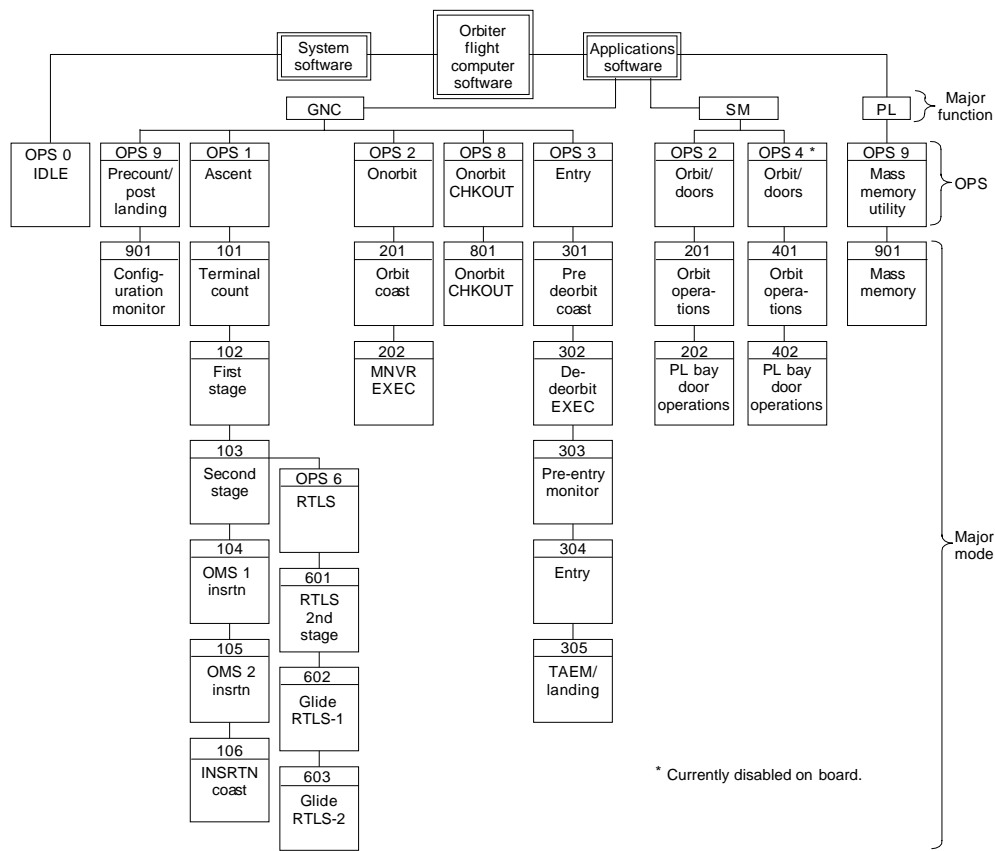 Orbiter
flight
computer
software
System
software
Applications
software
GNC
SM
PL
Major
function
OPS 0
IDLE
OPS 9
Precount/
post
landing
OPS 1
Ascent
OPS 2
Onorbit
OPS 8
Onorbit
CHKOUT
OPS 3
Entry
OPS 2
Orbit/
doors
OPS 4 *
Orbit/
doors
OPS 9
Mass
memory
utility
OPS
901
Config-
uration
monitor
101
Terminal
count
201
Orbit
coast
801
Onorbit
CHKOUT
301
Pre
deorbit
coast
201
Orbit
opera-
tions
401
Orbit
opera-
tions
901
Mass
memory
102
First
stage
202
MNVR
EXEC
302
De-
deorbit
EXEC
202
PL bay
door
operations
402
PL bay
door
operations
103
Second
stage
OPS 6
RTLS
303
Pre-entry
monitor
Major
mode
104
OMS 1
insrtn
601
RTLS
2nd
stage
304
Entry
105
OMS 2
insrtn
602
Glide
RTLS-1
305
TAEM/
landing
106
INSRTN
coast
603
Glide
RTLS-2
* Currently disabled on board.